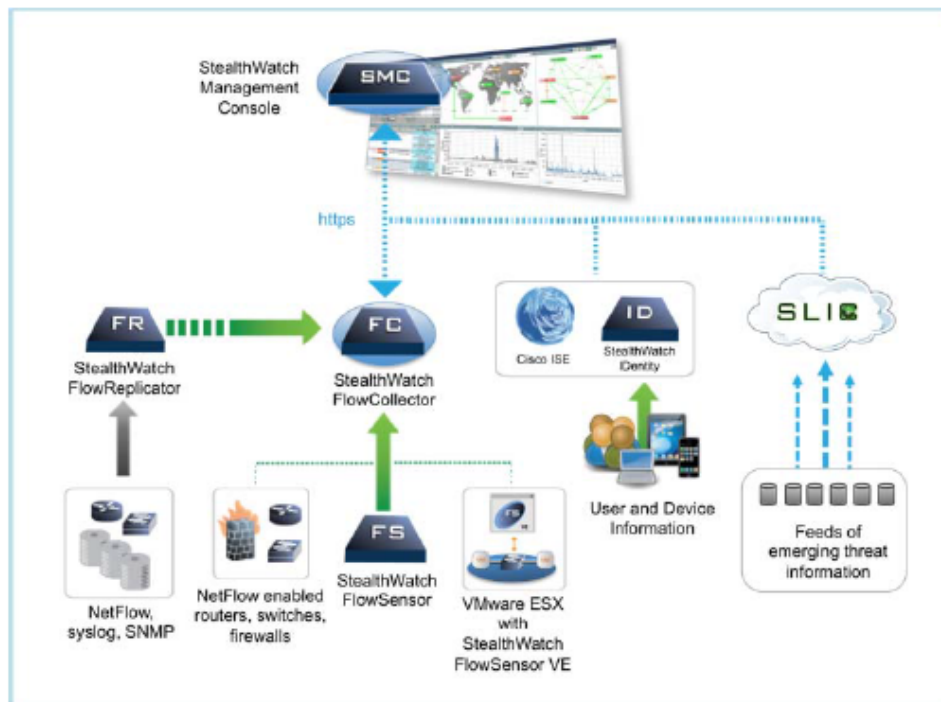 StealthWatch
Management
Console
SMC
https
FR
StealthWatch
FlowReplicator
FC
StealthWatch
FlowCollector
Cisco ISE
ID
StealthWatch
IDentity
SLIC
NetFlow,
syslog, SNMP
NetFlow enabled
routers, switches,
firewalls
FS
StealthWatch
FlowSensor
FS
VE
VMware ESX
with
StealthWatch
FlowSensor VE
User and Device
Information
Feeds of
emerging threat
information